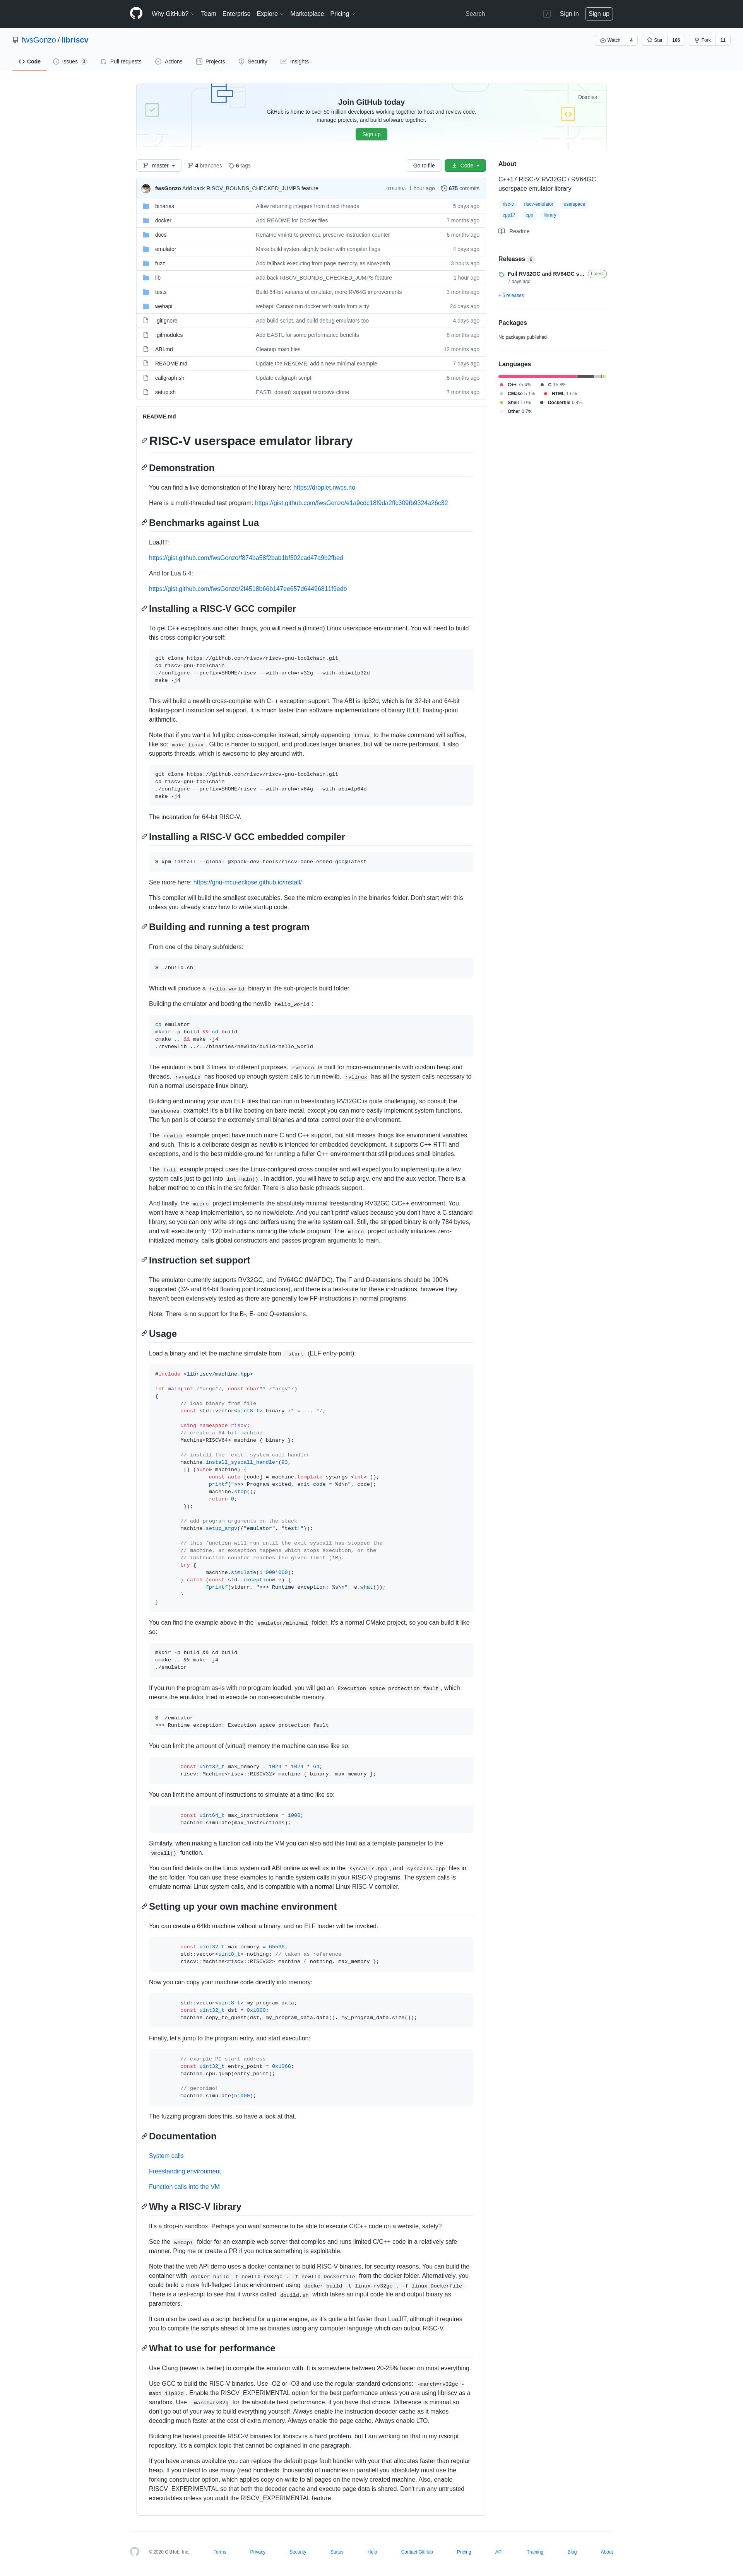 Why GitHub? Team Enterprise Explore Marketplace Pricing Search / Sign in Sign up
fwsGonzo / libriscv
Watch 4 Star 106 Fork 11
Code Issues 3 Pull requests Actions Projects Security Insights
Dismiss
Join GitHub today
GitHub is home to over 50 million developers working together to host and review code,
manage projects, and build software together.
Sign up
master 4 branches 6 tags Go to file Code
fwsGonzo Add back RISCV_BOUNDS_CHECKED_JUMPS feature 1 hour ago 675 commits
binaries Allow returning integers from direct threads 5 days ago
docker Add README for Docker files 7 months ago
docs Rename vmintr to preempt, preserve instruction counter 6 months ago
emulator Make build system slightly better with compiler flags 4 days ago
fuzz Add fallback executing from page memory, as slow-path 3 hours ago
lib Add back RISCV_BOUNDS_CHECKED_JUMPS feature 1 hour ago
tests Build 64-bit variants of emulator, more RV64G improvements 3 months ago
webapi webapi: Cannot run docker with sudo from a tty 24 days ago
.gitignore Add build script, and build debug emulators too 4 days ago
.gitmodules Add EASTL for some performance benefits 8 months ago
ABI.md Cleanup main files 12 months ago
README.md Update the README, add a new minimal example 7 days ago
callgraph.sh Update callgraph script 8 months ago
setup.sh EASTL doesn't support recursive clone 7 months ago
About
C++17 RISC-V RV32GC / RV64GC
userspace emulator library
risc-v riscv-emulator userspace
cpp17 cpp library
Readme
Releases 6
Full RV32GC and RV64GC s... Latest
7 days ago
+ 5 releases
Packages
No packages published
Languages
C++ 75.4% C 15.8%
CMake 5.1% HTML 1.6%
Shell 1.0% Dockerfile 0.4%
Other 0.7%
README.md
RISC-V userspace emulator library
Demonstration
You can find a live demonstration of the library here: https://droplet.nwcs.no
Here is a multi-threaded test program: https://gist.github.com/fwsGonzo/e1a9cdc18f9da2ffc309fb9324a26c32
Benchmarks against Lua
LuaJIT:
https://gist.github.com/fwsGonzo/f874ba58f2bab1bf502cad47a9b2fbed
And for Lua 5.4:
https://gist.github.com/fwsGonzo/2f4518b66b147ee657d64496811f9edb
Installing a RISC-V GCC compiler
To get C++ exceptions and other things, you will need a (limited) Linux userspace environment. You will need to build
this cross-compiler yourself:
git clone https://github.com/riscv/riscv-gnu-toolchain.git
cd riscv-gnu-toolchain
./configure --prefix=$HOME/riscv --with-arch=rv32g --with-abi=ilp32d
make -j4
This will build a newlib cross-compiler with C++ exception support. The ABI is ilp32d, which is for 32-bit and 64-bit
floating-point instruction set support. It is much faster than software implementations of binary IEEE floating-point
arithmetic.
Note that if you want a full glibc cross-compiler instead, simply appending linux to the make command will suffice,
like so: make linux . Glibc is harder to support, and produces larger binaries, but will be more performant. It also
supports threads, which is awesome to play around with.
git clone https://github.com/riscv/riscv-gnu-toolchain.git
cd riscv-gnu-toolchain
./configure --prefix=$HOME/riscv --with-arch=rv64g --with-abi=lp64d
make -j4
The incantation for 64-bit RISC-V.
Installing a RISC-V GCC embedded compiler
$ xpm install --global @xpack-dev-tools/riscv-none-embed-gcc@latest
See more here: https://gnu-mcu-eclipse.github.io/install/
This compiler will build the smallest executables. See the micro examples in the binaries folder. Don't start with this
unless you already know how to write startup code.
Building and running a test program
From one of the binary subfolders:
$ ./build.sh
Which will produce a hello_world binary in the sub-projects build folder.
Building the emulator and booting the newlib hello_world :
cd emulator
mkdir -p build && cd build
cmake .. && make -j4
./rvnewlib ../../binaries/newlib/build/hello_world
The emulator is built 3 times for different purposes. rvmicro is built for micro-environments with custom heap and
threads. rvnewlib has hooked up enough system calls to run newlib. rvlinux has all the system calls necessary to
run a normal userspace linux binary.
Building and running your own ELF files that can run in freestanding RV32GC is quite challenging, so consult the
barebones example! It's a bit like booting on bare metal, except you can more easily implement system functions.
The fun part is of course the extremely small binaries and total control over the environment.
The newlib example project have much more C and C++ support, but still misses things like environment variables
and such. This is a deliberate design as newlib is intended for embedded development. It supports C++ RTTI and
exceptions, and is the best middle-ground for running a fuller C++ environment that still produces small binaries.
The full example project uses the Linux-configured cross compiler and will expect you to implement quite a few
system calls just to get into int main() . In addition, you will have to setup argv, env and the aux-vector. There is a
helper method to do this in the src folder. There is also basic pthreads support.
And finally, the micro project implements the absolutely minimal freestanding RV32GC C/C++ environment. You
won't have a heap implementation, so no new/delete. And you can't printf values because you don't have a C standard
library, so you can only write strings and buffers using the write system call. Still, the stripped binary is only 784 bytes,
and will execute only ~120 instructions running the whole program! The micro project actually initializes zero-
initialized memory, calls global constructors and passes program arguments to main.
Instruction set support
The emulator currently supports RV32GC, and RV64GC (IMAFDC). The F and D-extensions should be 100%
supported (32- and 64-bit floating point instructions), and there is a test-suite for these instructions, however they
haven't been extensively tested as there are generally few FP-instructions in normal programs.
Note: There is no support for the B-, E- and Q-extensions.
Usage
Load a binary and let the machine simulate from _start (ELF entry-point):
#include <libriscv/machine.hpp>
int main(int /*argc*/, const char** /*argv*/)
{
// load binary from file
const std::vector<uint8_t> binary /* = ... */;
using namespace riscv;
// create a 64-bit machine
Machine<RISCV64> machine { binary };
// install the `exit` system call handler
machine.install_syscall_handler(93,
[] (auto& machine) {
const auto [code] = machine.template sysargs <int> ();
printf(">>> Program exited, exit code = %d\n", code);
machine.stop();
return 0;
});
// add program arguments on the stack
machine.setup_argv({"emulator", "test!"});
// this function will run until the exit syscall has stopped the
// machine, an exception happens which stops execution, or the
// instruction counter reaches the given limit (1M):
try {
machine.simulate(1'000'000);
} catch (const std::exception& e) {
fprintf(stderr, ">>> Runtime exception: %s\n", e.what());
}
}
You can find the example above in the emulator/minimal folder. It's a normal CMake project, so you can build it like
so:
mkdir -p build && cd build
cmake .. && make -j4
./emulator
If you run the program as-is with no program loaded, you will get an Execution space protection fault , which
means the emulator tried to execute on non-executable memory.
$ ./emulator
>>> Runtime exception: Execution space protection fault
You can limit the amount of (virtual) memory the machine can use like so:
const uint32_t max_memory = 1024 * 1024 * 64;
riscv::Machine<riscv::RISCV32> machine { binary, max_memory };
You can limit the amount of instructions to simulate at a time like so:
const uint64_t max_instructions = 1000;
machine.simulate(max_instructions);
Similarly, when making a function call into the VM you can also add this limit as a template parameter to the
vmcall() function.
You can find details on the Linux system call ABI online as well as in the syscalls.hpp , and syscalls.cpp files in
the src folder. You can use these examples to handle system calls in your RISC-V programs. The system calls is
emulate normal Linux system calls, and is compatible with a normal Linux RISC-V compiler.
Setting up your own machine environment
You can create a 64kb machine without a binary, and no ELF loader will be invoked.
const uint32_t max_memory = 65536;
std::vector<uint8_t> nothing; // taken as reference
riscv::Machine<riscv::RISCV32> machine { nothing, max_memory };
Now you can copy your machine code directly into memory:
std::vector<uint8_t> my_program_data;
const uint32_t dst = 0x1000;
machine.copy_to_guest(dst, my_program_data.data(), my_program_data.size());
Finally, let's jump to the program entry, and start execution:
// example PC start address
const uint32_t entry_point = 0x1068;
machine.cpu.jump(entry_point);
// geronimo!
machine.simulate(5'000);
The fuzzing program does this, so have a look at that.
Documentation
System calls
Freestanding environment
Function calls into the VM
Why a RISC-V library
It's a drop-in sandbox. Perhaps you want someone to be able to execute C/C++ code on a website, safely?
See the webapi folder for an example web-server that compiles and runs limited C/C++ code in a relatively safe
manner. Ping me or create a PR if you notice something is exploitable.
Note that the web API demo uses a docker container to build RISC-V binaries, for security reasons. You can build the
container with docker build -t newlib-rv32gc . -f newlib.Dockerfile from the docker folder. Alternatively, you
could build a more full-fledged Linux environment using docker build -t linux-rv32gc . -f linux.Dockerfile .
There is a test-script to see that it works called dbuild.sh which takes an input code file and output binary as
parameters.
It can also be used as a script backend for a game engine, as it's quite a bit faster than LuaJIT, although it requires
you to compile the scripts ahead of time as binaries using any computer language which can output RISC-V.
What to use for performance
Use Clang (newer is better) to compile the emulator with. It is somewhere between 20-25% faster on most everything.
Use GCC to build the RISC-V binaries. Use -O2 or -O3 and use the regular standard extensions: -march=rv32gc -
mabi=ilp32d . Enable the RISCV_EXPERIMENTAL option for the best performance unless you are using libriscv as a
sandbox. Use -march=rv32g for the absolute best performance, if you have that choice. Difference is minimal so
don't go out of your way to build everything yourself. Always enable the instruction decoder cache as it makes
decoding much faster at the cost of extra memory. Always enable the page cache. Always enable LTO.
Building the fastest possible RISC-V binaries for libriscv is a hard problem, but I am working on that in my rvscript
repository. It's a complex topic that cannot be explained in one paragraph.
If you have arenas available you can replace the default page fault handler with your that allocates faster than regular
heap. If you intend to use many (read hundreds, thousands) of machines in parallell you absolutely must use the
forking constructor option, which applies copy-on-write to all pages on the newly created machine. Also, enable
RISCV_EXPERIMENTAL so that both the decoder cache and execute page data is shared. Don't run any untrusted
executables unless you audit the RISCV_EXPERIMENTAL feature.
© 2020 GitHub, Inc. Terms Privacy Security Status Help Contact GitHub Pricing API Training Blog About